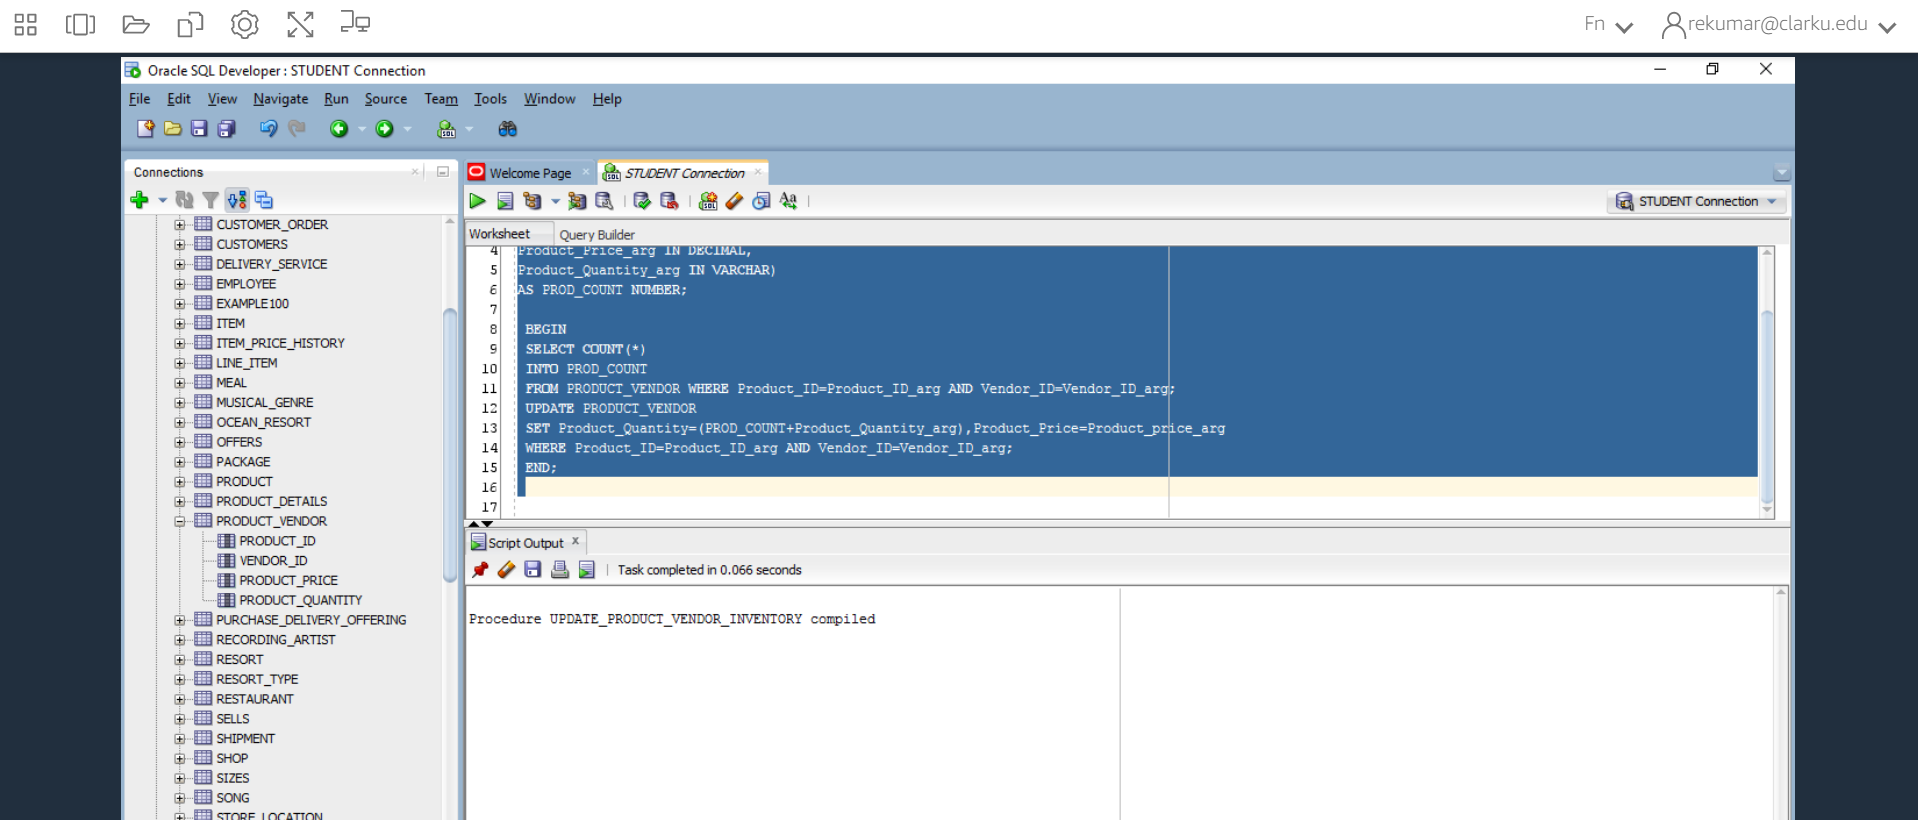 Fn
rekumar@clarku.edu
Oracle SQL Developer : STUDENT Connection
File Edit View Navigate Run Source Team Tools Window Help
Connections
Welcome Page
STUDENT Connection
STUDENT Connection
Worksheet
Query Builder
CUSTOMER_ORDER
CUSTOMERS
DELIVERY_SERVICE
EMPLOYEE
EXAMPLE100
ITEM
ITEM_PRICE_HISTORY
LINE_ITEM
MEAL
MUSICAL_GENRE
OCEAN_RESORT
OFFERS
PACKAGE
PRODUCT
PRODUCT_DETAILS
PRODUCT_VENDOR
PRODUCT_ID
VENDOR_ID
PRODUCT_PRICE
PRODUCT_QUANTITY
PURCHASE_DELIVERY_OFFERING
RECORDING_ARTIST
RESORT
RESORT_TYPE
RESTAURANT
SELLS
SHIPMENT
SHOP
SIZES
SONG
STORE_LOCATION
4 Product_Price_arg IN DECIMAL,
5 Product_Quantity_arg IN VARCHAR)
6 AS PROD_COUNT NUMBER;
7
8 BEGIN
9 SELECT COUNT(*)
10 INTO PROD_COUNT
11 FROM PRODUCT_VENDOR WHERE Product_ID=Product_ID_arg AND Vendor_ID=Vendor_ID_arg;
12 UPDATE PRODUCT_VENDOR
13 SET Product_Quantity=(PROD_COUNT+Product_Quantity_arg),Product_Price=Product_price_arg
14 WHERE Product_ID=Product_ID_arg AND Vendor_ID=Vendor_ID_arg;
15 END;
16
17
Script Output
Task completed in 0.066 seconds
Procedure UPDATE_PRODUCT_VENDOR_INVENTORY compiled